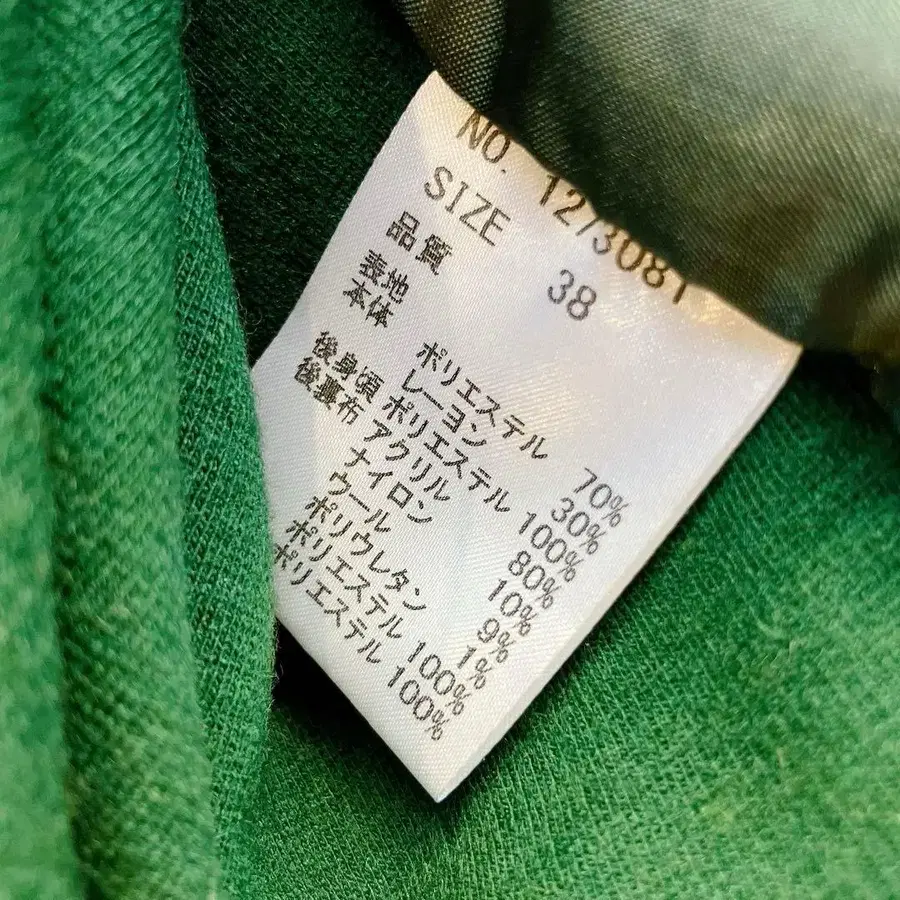 NO. 12/3081
SIZE 38
品質
表地
本体 ポリエステル 70%
レーヨン 30%
後身頃 ポリエステル 100%
後裏布 アクリル 80%
ナイロン 10%
ウール 9%
ポリウレタン 1%
ポリエステル 100%
ポリエステル 100%